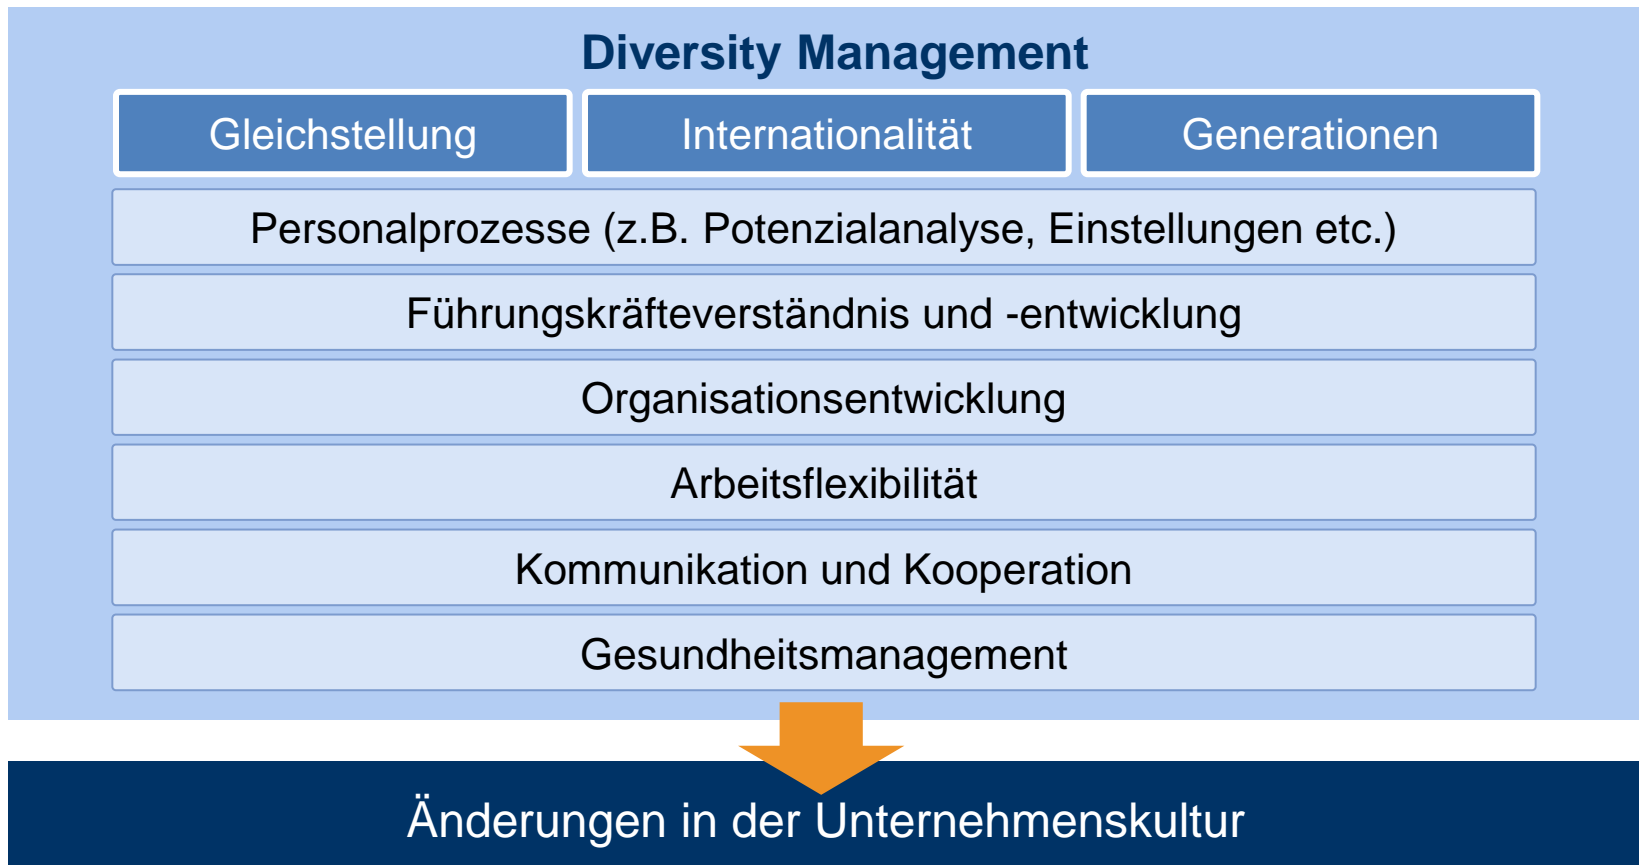 Diversity Management
Gleichstellung
Internationalität
Generationen
Personalprozesse (z.B. Potenzialanalyse, Einstellungen etc.)
Führungskräfteverständnis und -entwicklung
Organisationsentwicklung
Arbeitsflexibilität
Kommunikation und Kooperation
Gesundheitsmanagement
Änderungen in der Unternehmenskultur